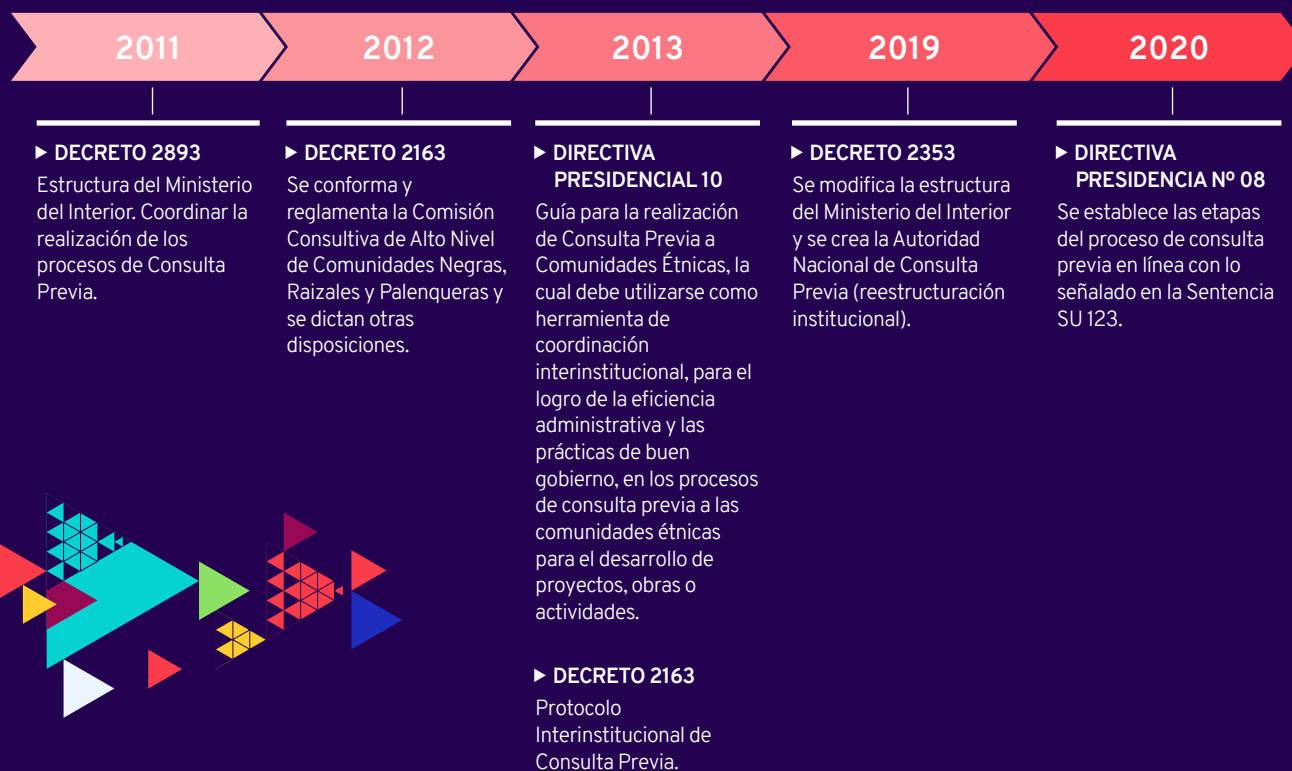 2011
2012
2013
2019
2020
▶ DECRETO 2893
Estructura del Ministerio
del Interior. Coordinar la
realización de los
procesos de Consulta
Previa.
▶ DECRETO 2163
Se conforma y
reglamenta la Comisión
Consultiva de Alto Nivel
de Comunidades Negras,
Raizales y Palenqueras y
se dictan otras
disposiciones.
▶ DIRECTIVA
PRESIDENCIAL 10
Guía para la realización
de Consulta Previa a
Comunidades Étnicas, la
cual debe utilizarse como
herramienta de
coordinación
interinstitucional, para el
logro de la eficiencia
administrativa y las
prácticas de buen
gobierno, en los procesos
de consulta previa a las
comunidades étnicas
para el desarrollo de
proyectos, obras o
actividades.
▶ DECRETO 2163
Protocolo
Interinstitucional de
Consulta Previa.
▶ DECRETO 2353
Se modifica la estructura
del Ministerio del Interior
y se crea la Autoridad
Nacional de Consulta
Previa (reestructuración
institucional).
▶ DIRECTIVA
PRESIDENCIA Nº 08
Se establece las etapas
del proceso de consulta
previa en línea con lo
señalado en la Sentencia
SU 123.